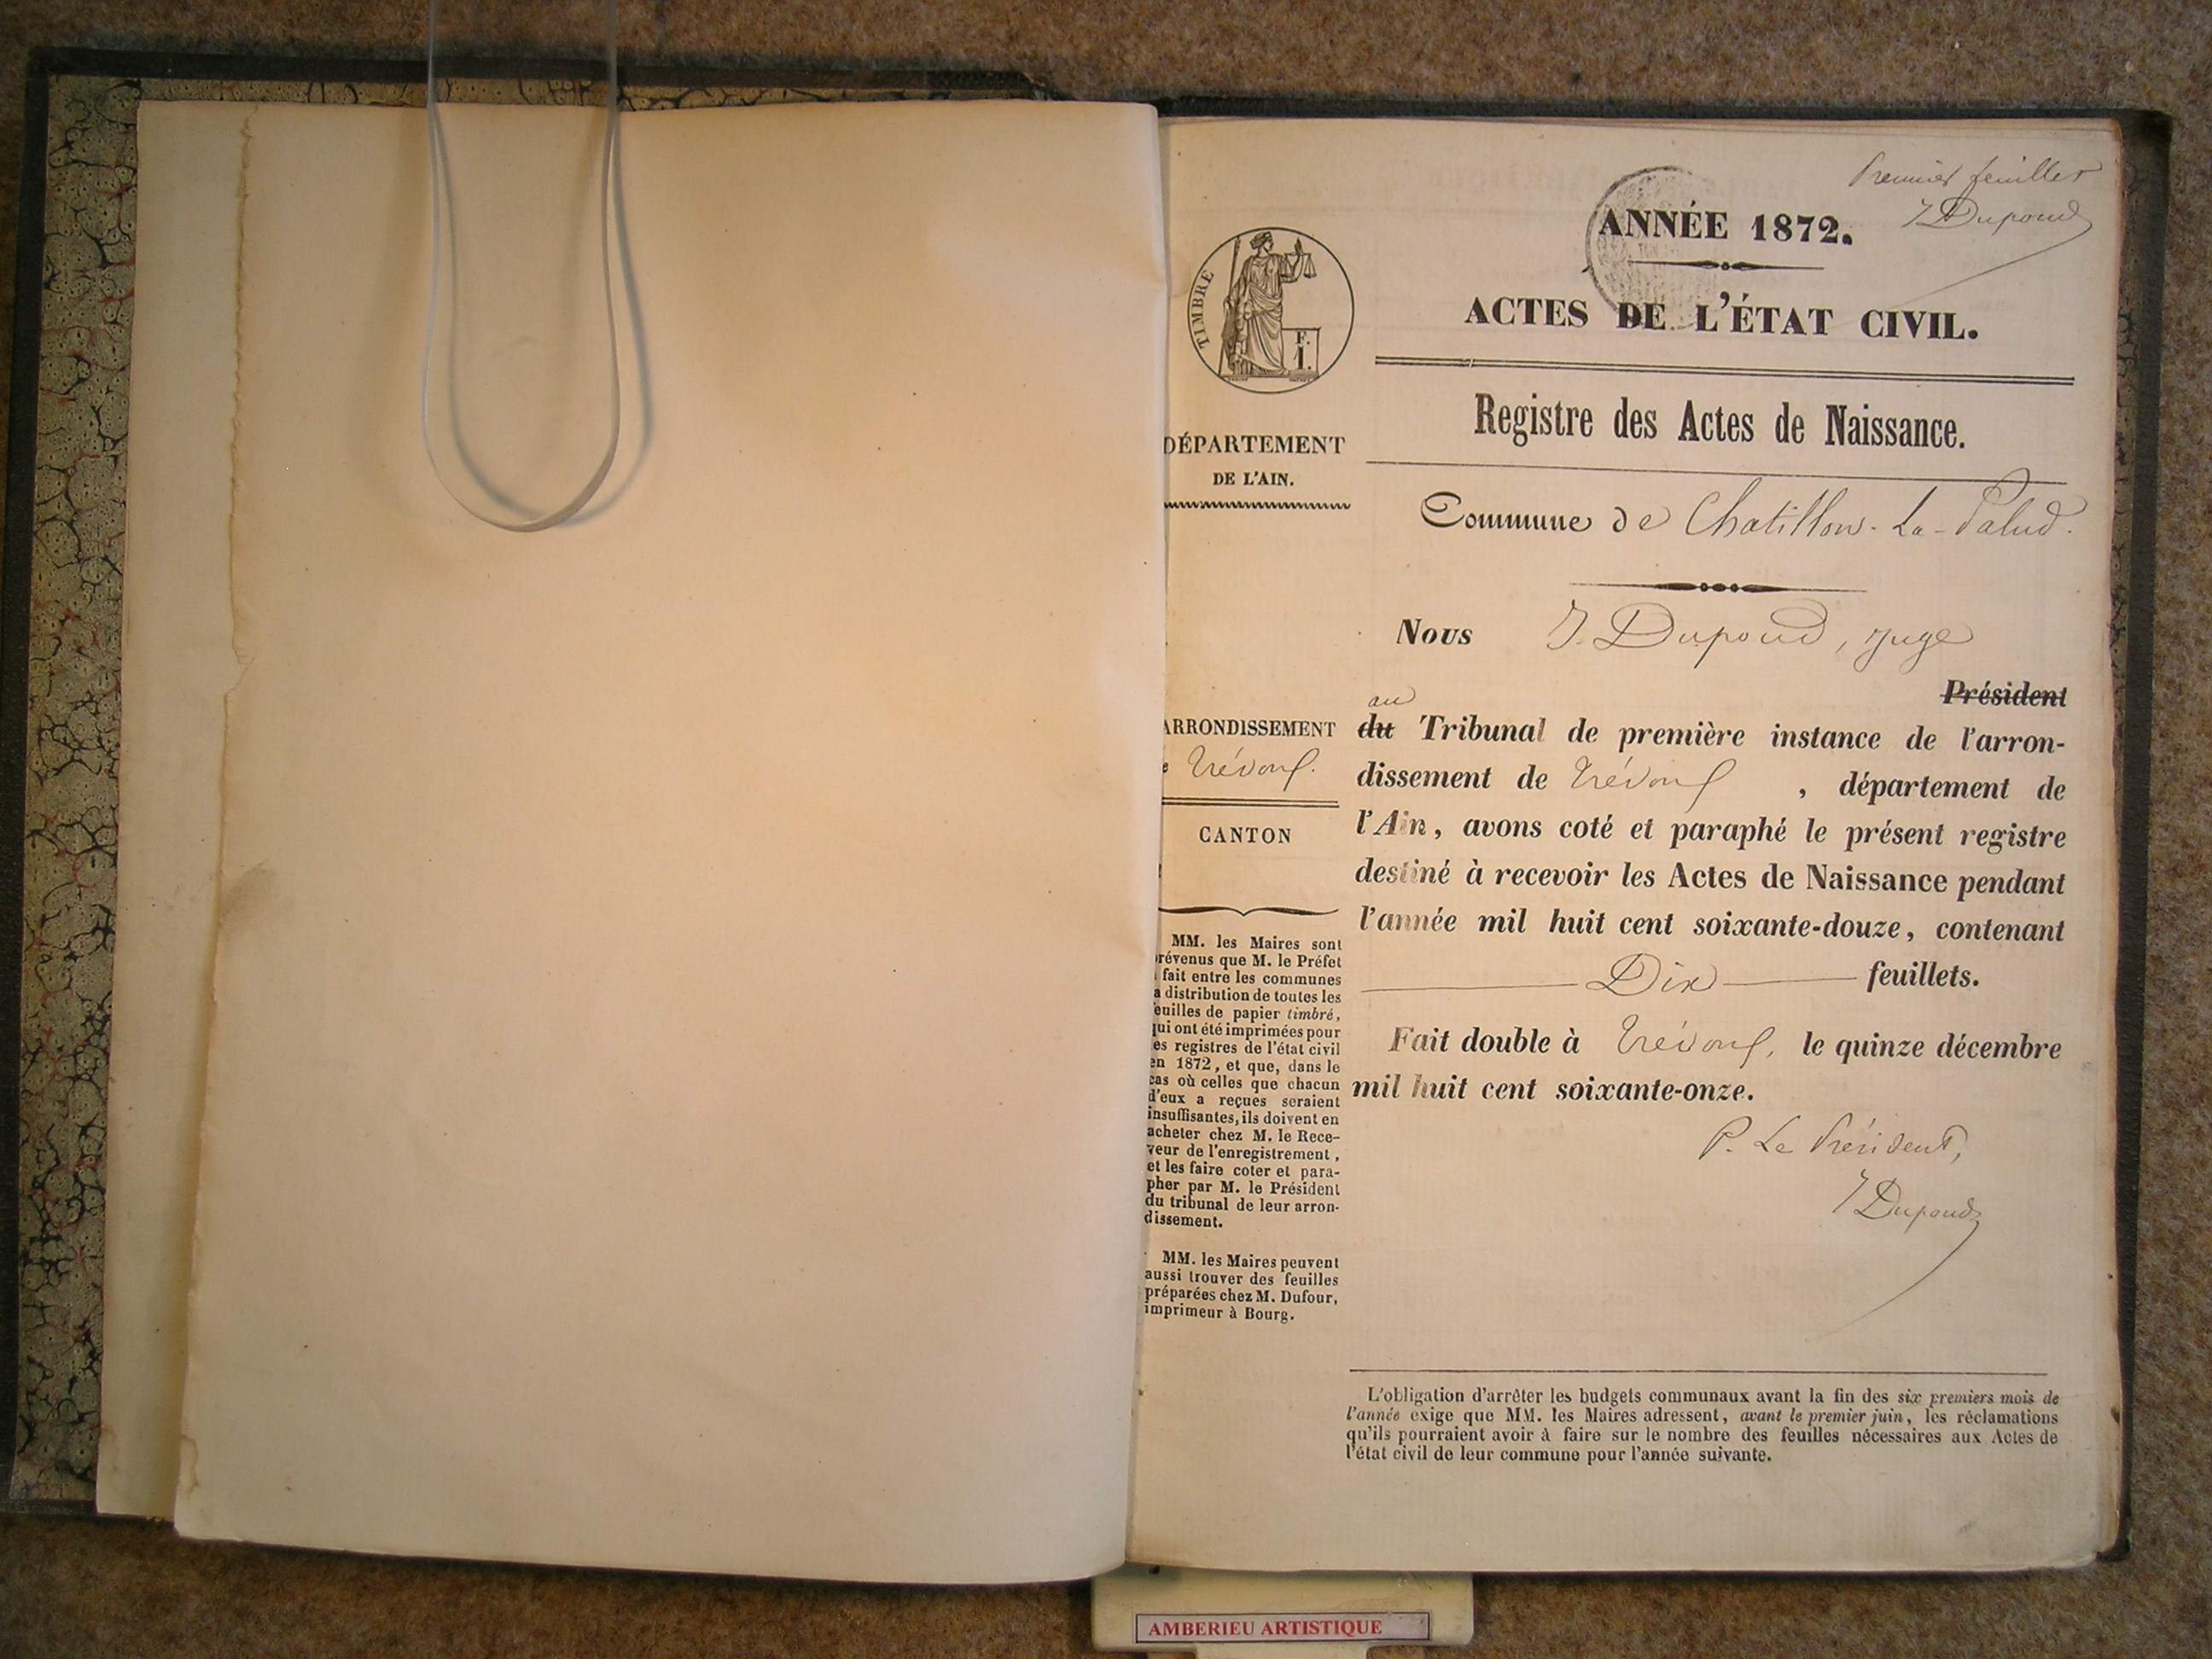 Premier feuillet
J Dupond
ANNÉE 1872.
ACTES DE L'ÉTAT CIVIL.
TIMBRE
F.
1.
Registre des Actes de Naissance.
DÉPARTEMENT
DE L'AIN.
Commune de Chatillon-La-Palud.
Nous J. Dupond, juge
Président
au
ARRONDISSEMENT
e Trévoux.
CANTON
du Tribunal de première instance de l'arron-
dissement de Trévoux, département de
l'Ain, avons coté et paraphé le présent registre
destiné à recevoir les Actes de Naissance pendant
l'année mil huit cent soixante-douze, contenant
Dix feuillets.
Fait double à Trévoux, le quinze décembre
mil huit cent soixante-onze.
P. Le Président,
J Dupond
MM. les Maires sont
révenus que M. le Préfet
fait entre les communes
a distribution de toutes les
euilles de papier timbré,
qui ont été imprimées pour
es registres de l'état civil
en 1872, et que, dans le
cas où celles que chacun
d'eux a reçues seraient
insuffisantes, ils doivent en
acheter chez M. le Rece-
veur de l'enregistrement,
et les faire coter et para-
pher par M. le Président
du tribunal de leur arron-
dissement.
MM. les Maires peuvent
aussi trouver des feuilles
préparées chez M. Dufour,
imprimeur à Bourg.
L'obligation d'arrêter les budgets communaux avant la fin des six premiers mois de
l'année exige que MM. les Maires adressent, avant le premier juin, les réclamations
qu'ils pourraient avoir à faire sur le nombre des feuilles nécessaires aux Actes de
l'état civil de leur commune pour l'année suivante.
AMBERIEU ARTISTIQUE